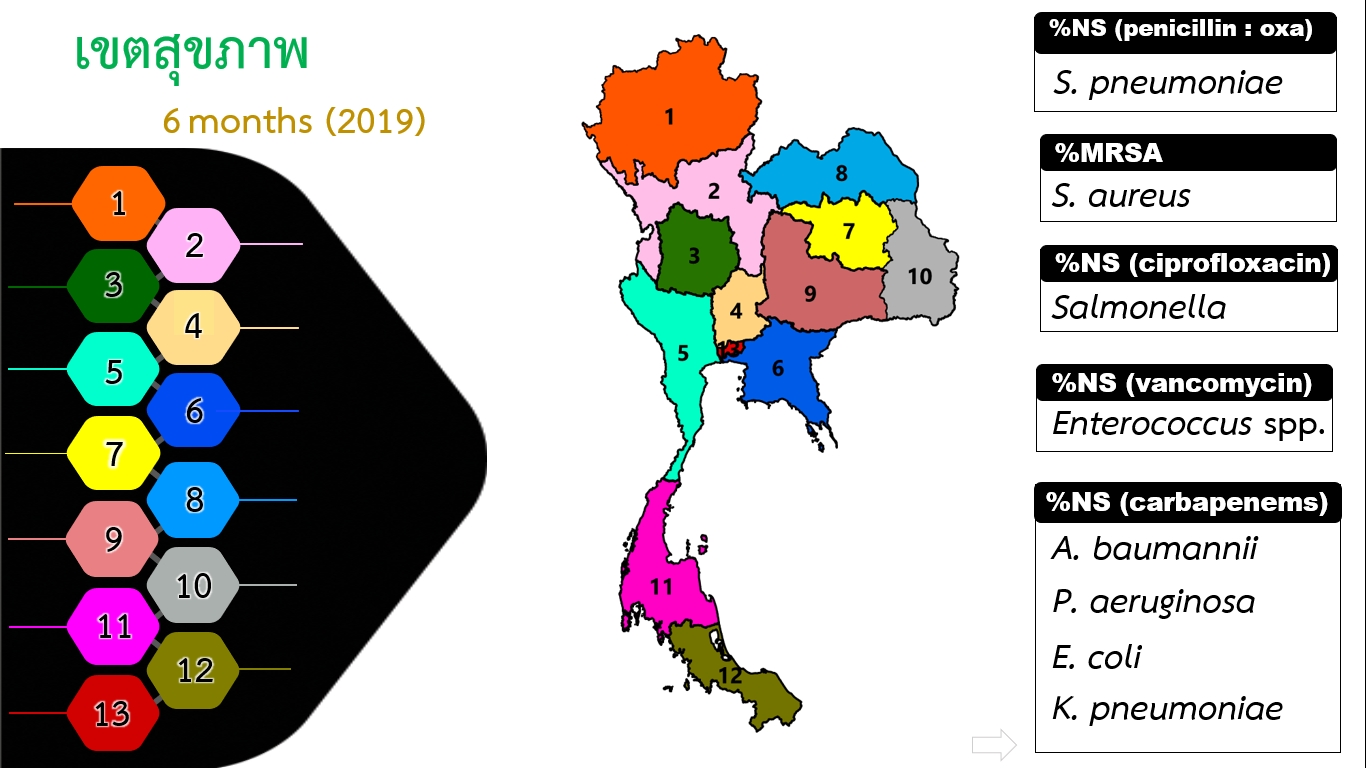 เขตสุขภาพ
6 months (2019)
1
2
3
4
5
6
7
8
9
10
11
12
13
1
2
3
4
5
6
7
8
9
10
11
12
13
%NS (penicillin : oxa)
S. pneumoniae
%MRSA
S. aureus
%NS (ciprofloxacin)
Salmonella
%NS (vancomycin)
Enterococcus spp.
%NS (carbapenems)
A. baumannii
P. aeruginosa
E. coli
K. pneumoniae